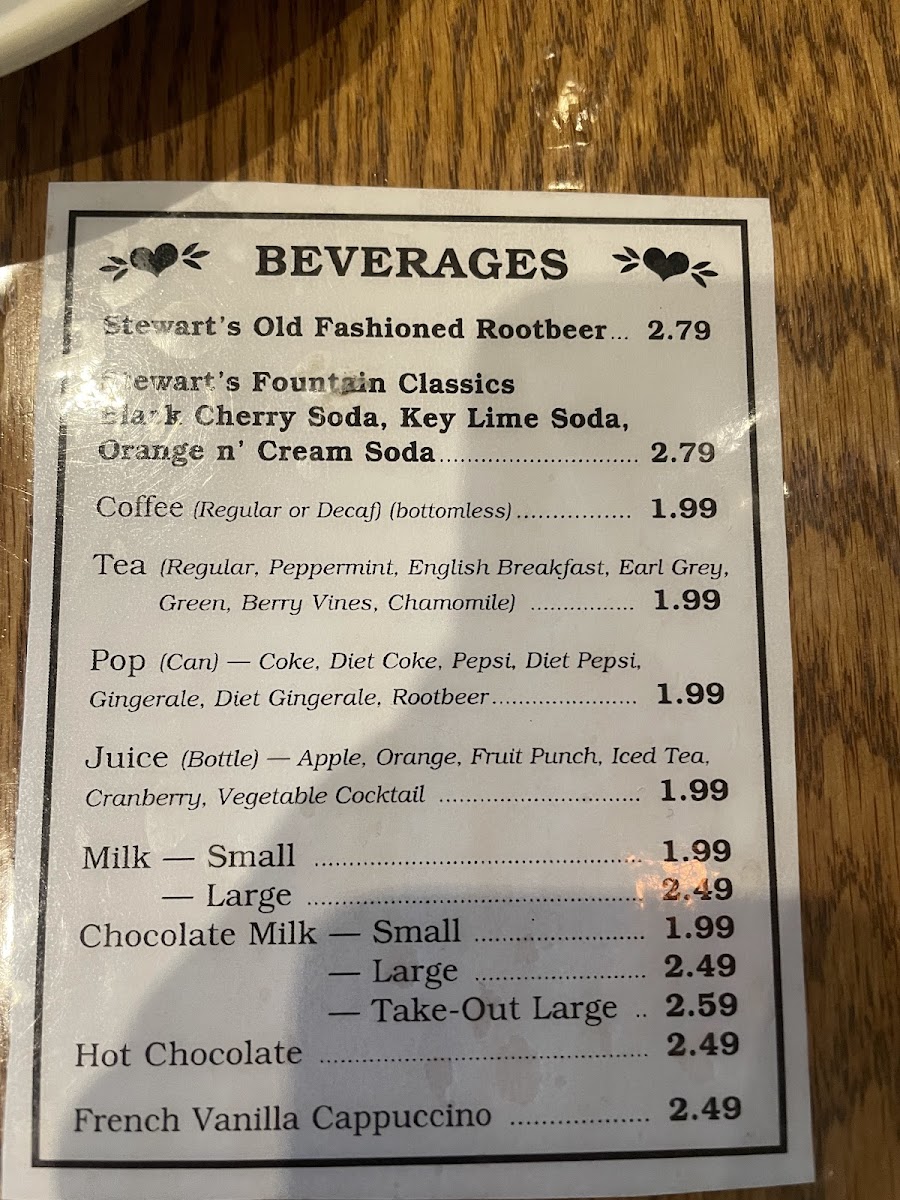 BEVERAGES
Stewart's Old Fashioned Rootbeer... 2.79
Stewart's Fountain Classics
Black Cherry Soda, Key Lime Soda,
Orange n' Cream Soda.............................. 2.79
Coffee (Regular or Decaf) (bottomless)................ 1.99
Tea (Regular, Peppermint, English Breakfast, Earl Grey,
Green, Berry Vines, Chamomile) ............... 1.99
Pop (Can) — Coke, Diet Coke, Pepsi, Diet Pepsi,
Gingerale, Diet Gingerale, Rootbeer..................... 1.99
Juice (Bottle) — Apple, Orange, Fruit Punch, Iced Tea,
Cranberry, Vegetable Cocktail ............................. 1.99
Milk — Small ................................................ 1.99
— Large ................................................. 2.49
Chocolate Milk — Small ......................... 1.99
— Large ......................... 2.49
— Take-Out Large .. 2.59
Hot Chocolate ................................................ 2.49
French Vanilla Cappuccino .................... 2.49